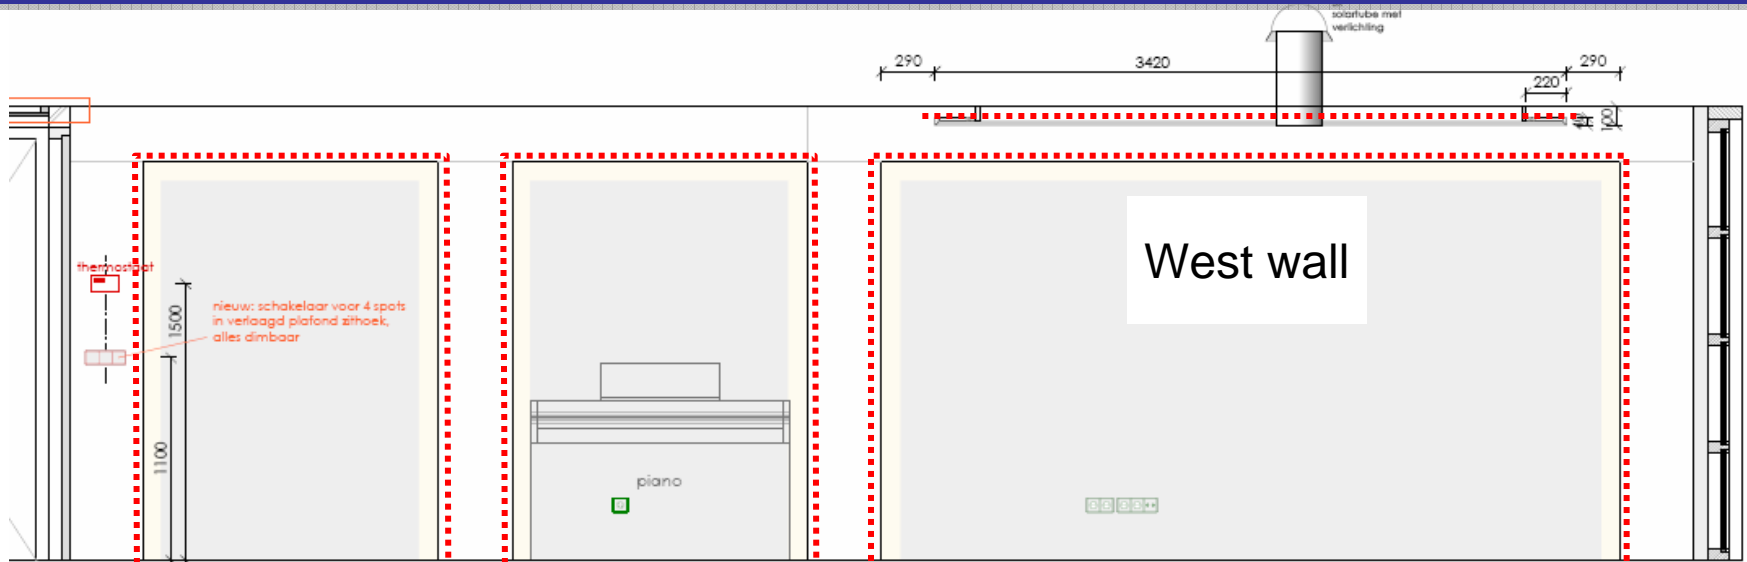 solartube met
verlichting
290
3420
290
220
100
West wall
thermostaat
nieuw: schakelaar voor 4 spots
in verlaagd plafond zithoek,
alles dimbaar
1500
1100
piano